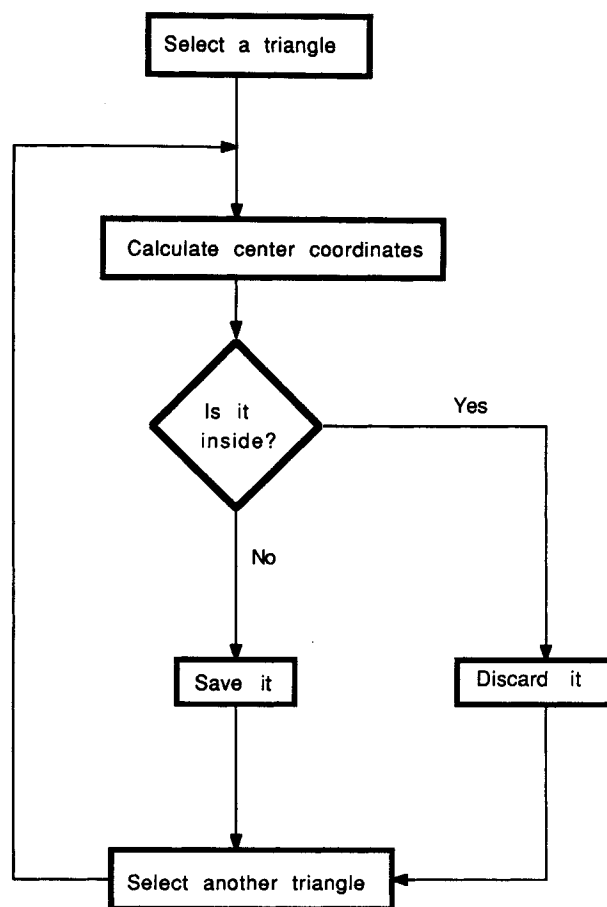 Select a triangle
Calculate center coordinates
Is it
inside?
Yes
No
Save it
Discard it
Select another triangle